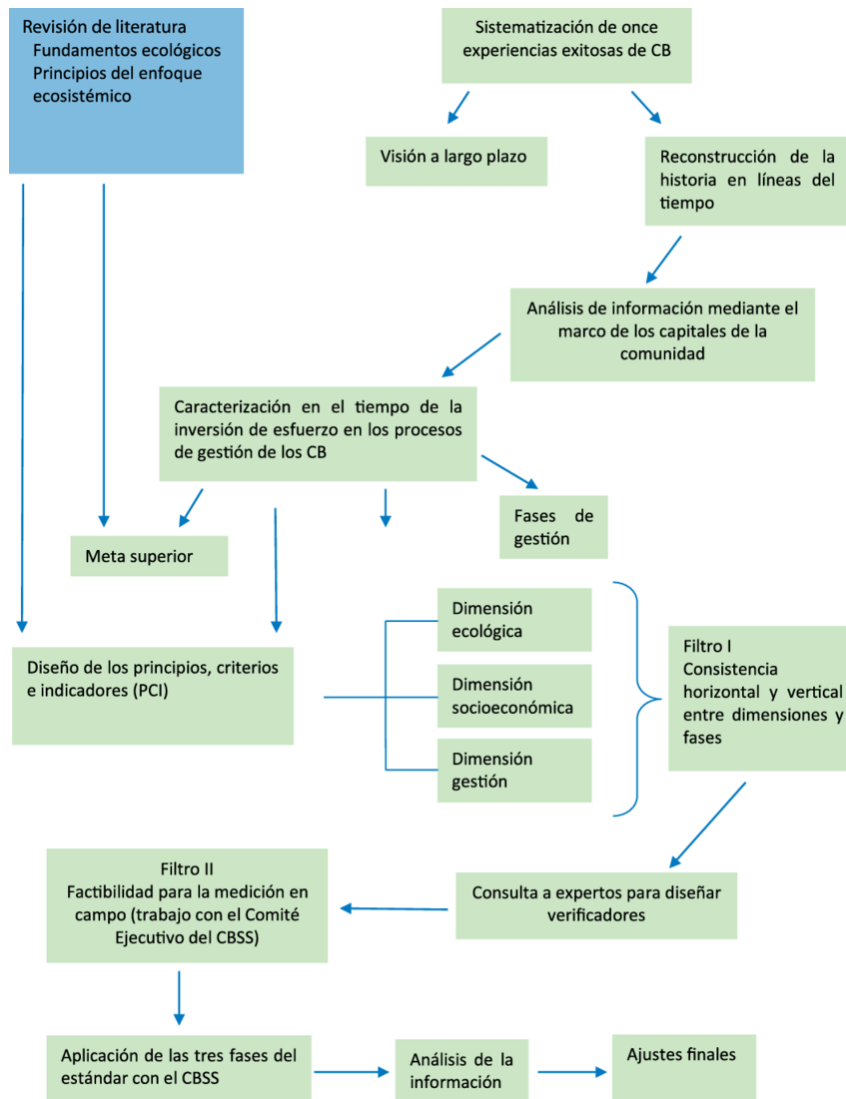 Revisión de literatura
Fundamentos ecológicos
Principios del enfoque
ecosistémico
Sistematización de once
experiencias exitosas de CB
Visión a largo plazo
Reconstrucción de la
historia en líneas del
tiempo
Análisis de información mediante el
marco de los capitales de la
comunidad
Caracterización en el tiempo de la
inversión de esfuerzo en los procesos
de gestión de los CB
Fases de
gestión
Meta superior
Dimensión
ecológica
Diseño de los principios, criterios
e indicadores (PCI)
Dimensión
socioeconómica
Dimensión
gestión
Filtro I
Consistencia
horizontal y vertical
entre dimensiones y
fases
Filtro II
Factibilidad para la medición en
campo (trabajo con el Comité
Ejecutivo del CBSS)
Consulta a expertos para diseñar
verificadores
Aplicación de las tres fases del
estándar con el CBSS
Análisis de la
información
Ajustes finales